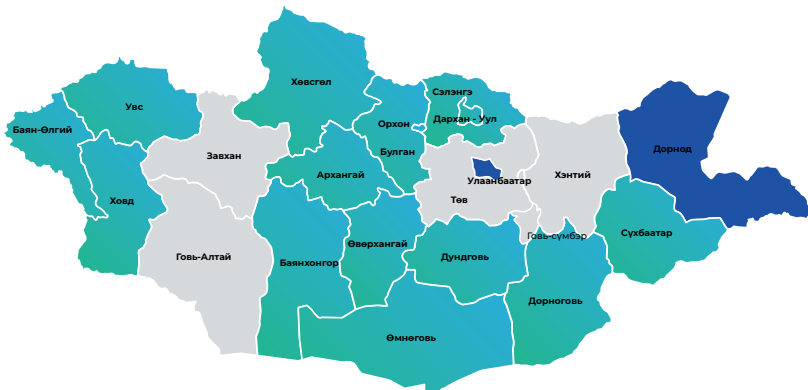 Хөвсгөл
Сэлэнгэ
Увс
Дархан - Уул
Орхон
Баян-Өлгий
Дорнод
Булган
Завхан
Архангай
Хэнтий
Улаанбаатар
Ховд
Төв
Сүхбаатар
Говь-сүмбэр
Өвөрхангай
Говь-Алтай
Дундговь
Баянхонгор
Дорноговь
Өмнөговь